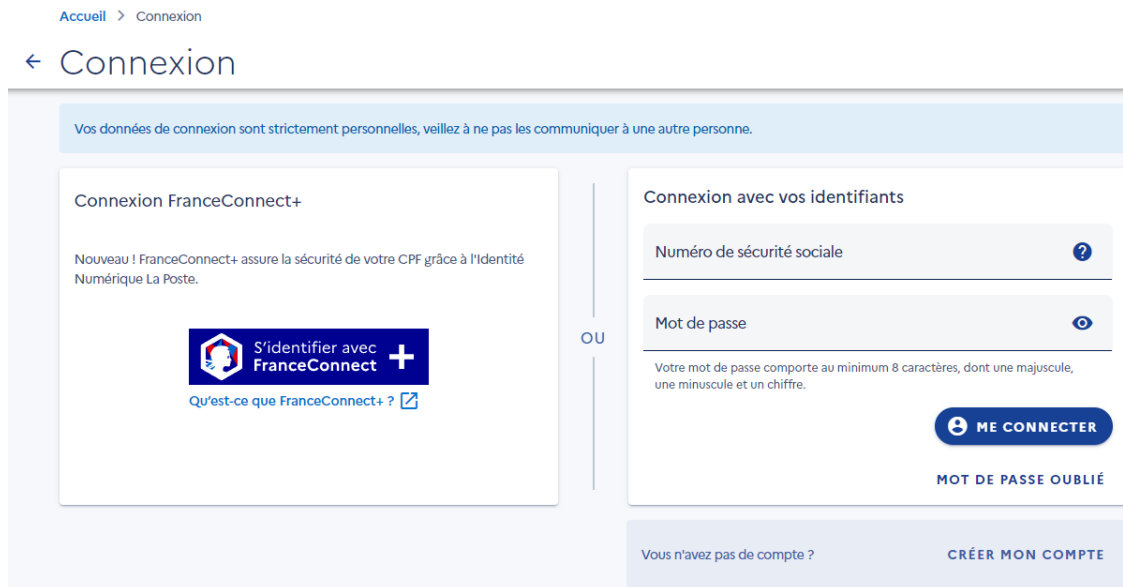 Accueil > Connexion
← Connexion
Vos données de connexion sont strictement personnelles, veillez à ne pas les communiquer à une autre personne.
Connexion FranceConnect+
Nouveau ! FranceConnect+ assure la sécurité de votre CPF grâce à l'Identité
Numérique La Poste.
S'identifier avec
FranceConnect +
Qu'est-ce que FranceConnect+ ?
OU
Connexion avec vos identifiants
Numéro de sécurité sociale ?
Mot de passe
Votre mot de passe comporte au minimum 8 caractères, dont une majuscule,
une minuscule et un chiffre.
ME CONNECTER
MOT DE PASSE OUBLIÉ
Vous n'avez pas de compte ? CRÉER MON COMPTE